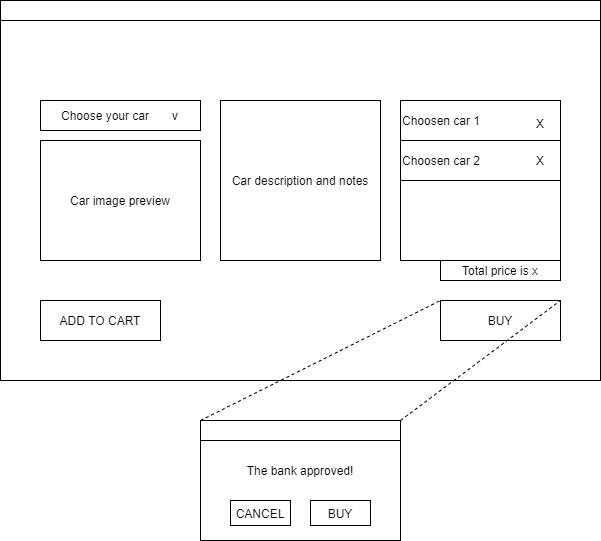 Choose your car v
Car image preview
Car description and notes
Choosen car 1 X
Choosen car 2 X
Total price is x
ADD TO CART
BUY
The bank approved!
CANCEL
BUY